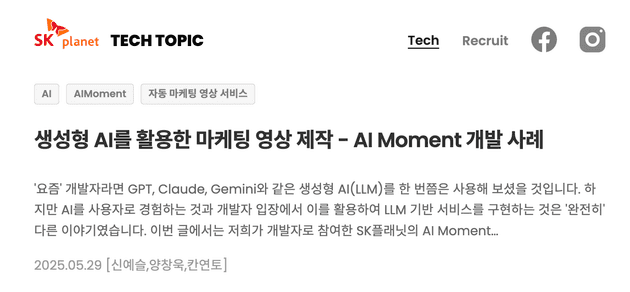 SK planet TECH TOPIC Tech Recruit
AI AIMoment 자동 마케팅 영상 서비스
생성형 AI를 활용한 마케팅 영상 제작 - AI Moment 개발 사례
'요즘' 개발자라면 GPT, Claude, Gemini와 같은 생성형 AI(LLM)를 한 번쯤은 사용해 보셨을 것입니다. 하
지만 AI를 사용자로 경험하는 것과 개발자 입장에서 이를 활용하여 LLM 기반 서비스를 구현하는 것은 '완전히'
다른 이야기였습니다. 이번 글에서는 저희가 개발자로 참여한 SK플래닛의 AI Moment...
2025.05.29 [신예슬,양창욱,칸연토]